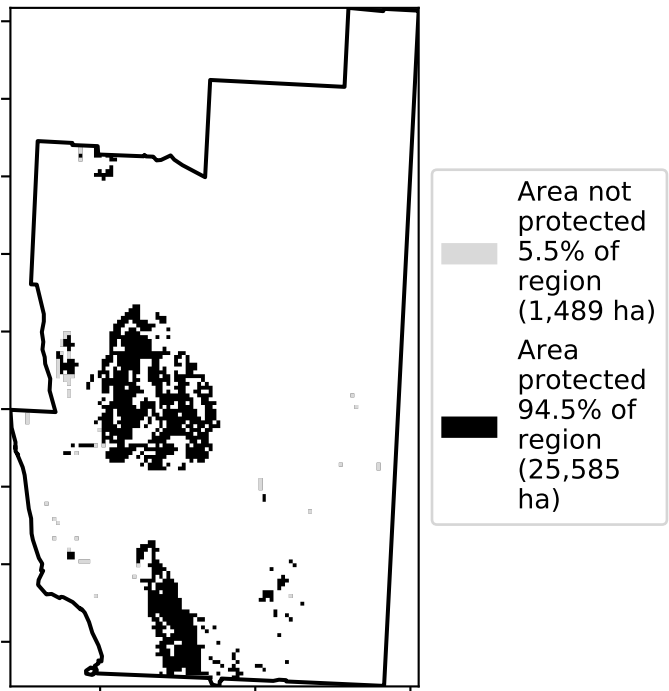 Area not
protected
5.5% of
region
(1,489 ha)
Area
protected
94.5% of
region
(25,585
ha)